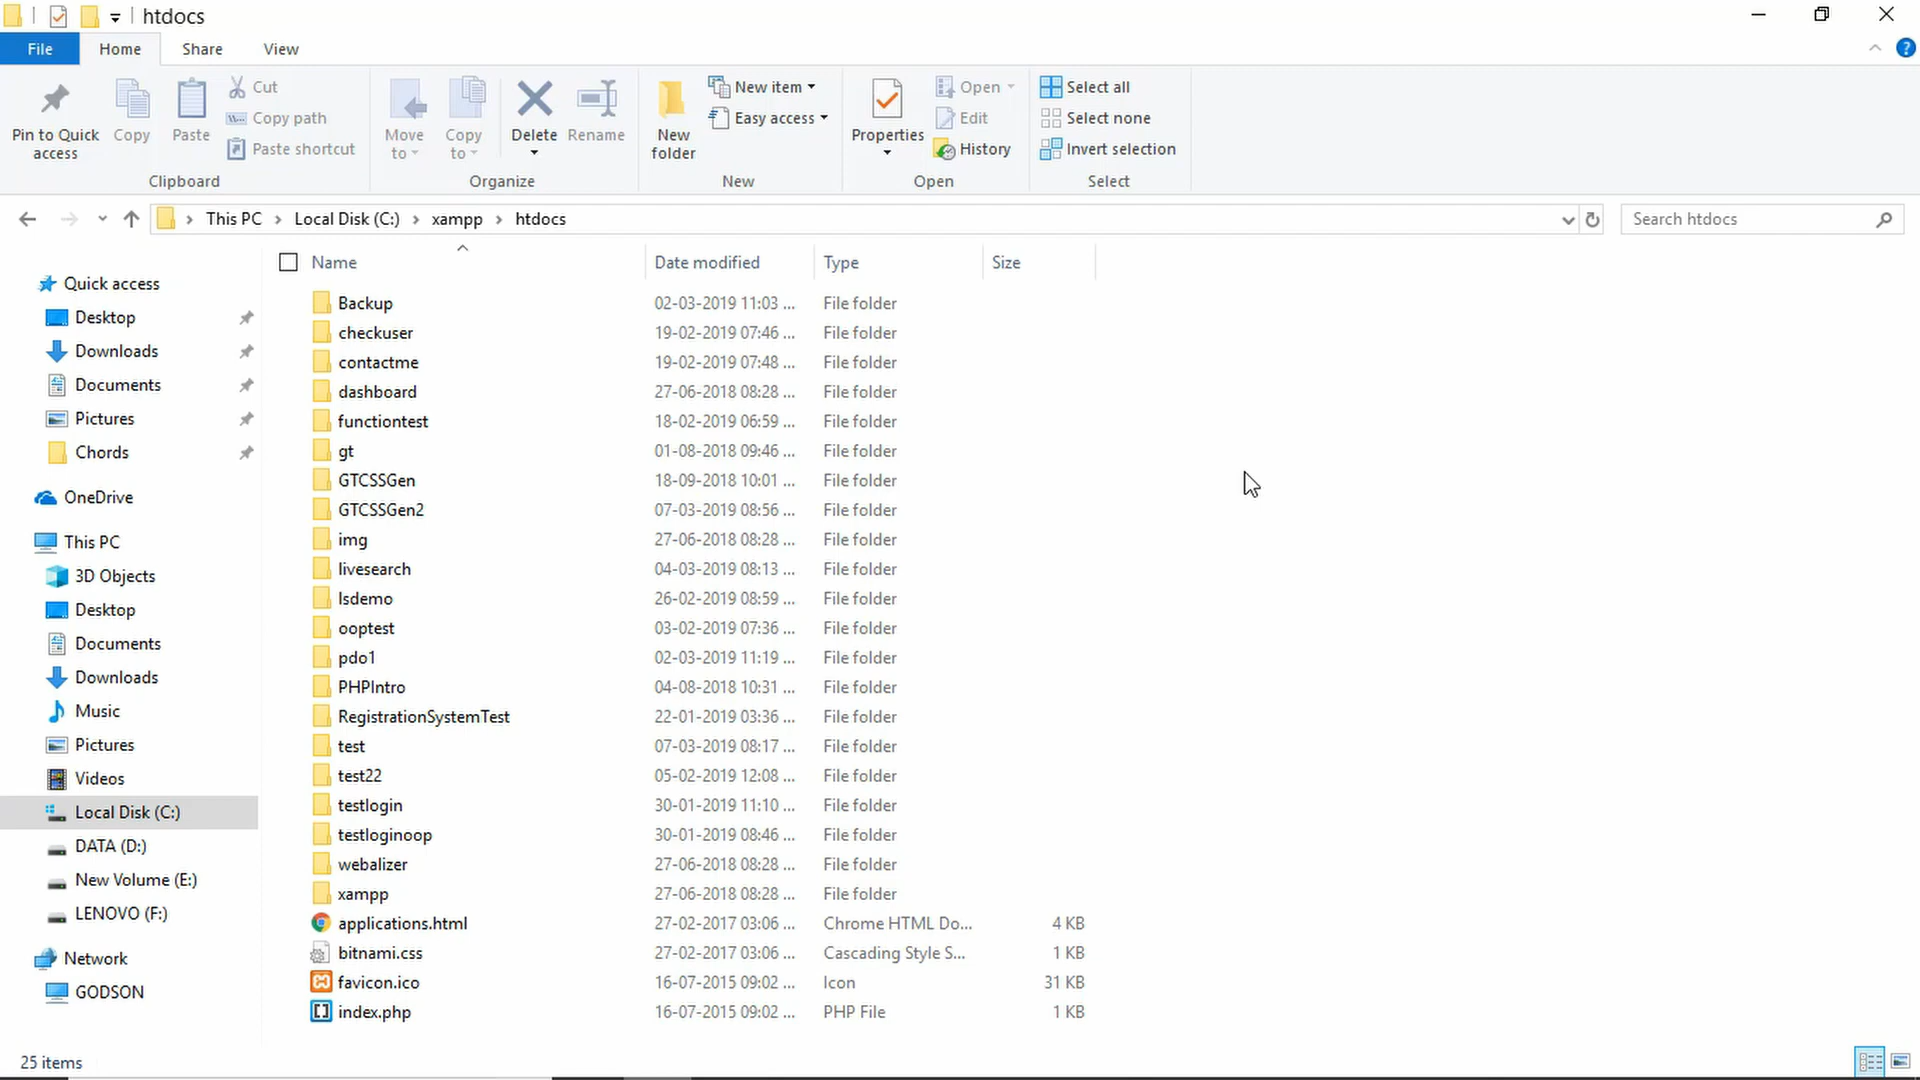 htdocs
File Home Share View
Pin to Quick access
Copy
Paste
Cut
Copy path
Paste shortcut
Clipboard
Move to
Copy to
Delete
Rename
Organize
New folder
New item
Easy access
New
Properties
Open
Edit
History
Open
Select all
Select none
Invert selection
Select
This PC > Local Disk (C:) > xampp > htdocs
Search htdocs
Quick access
Desktop
Downloads
Documents
Pictures
Chords
OneDrive
This PC
3D Objects
Desktop
Documents
Downloads
Music
Pictures
Videos
Local Disk (C:)
DATA (D:)
New Volume (E:)
LENOVO (F:)
Network
GODSON
Name Date modified Type Size
Backup 02-03-2019 11:03 ... File folder
checkuser 19-02-2019 07:46 ... File folder
contactme 19-02-2019 07:48 ... File folder
dashboard 27-06-2018 08:28 ... File folder
functiontest 18-02-2019 06:59 ... File folder
gt 01-08-2018 09:46 ... File folder
GTCSSGen 18-09-2018 10:01 ... File folder
GTCSSGen2 07-03-2019 08:56 ... File folder
img 27-06-2018 08:28 ... File folder
livesearch 04-03-2019 08:13 ... File folder
lsdemo 26-02-2019 08:59 ... File folder
ooptest 03-02-2019 07:36 ... File folder
pdo1 02-03-2019 11:19 ... File folder
PHPIntro 04-08-2018 10:31 ... File folder
RegistrationSystemTest 22-01-2019 03:36 ... File folder
test 07-03-2019 08:17 ... File folder
test22 05-02-2019 12:08 ... File folder
testlogin 30-01-2019 11:10 ... File folder
testloginoop 30-01-2019 08:46 ... File folder
webalizer 27-06-2018 08:28 ... File folder
xampp 27-06-2018 08:28 ... File folder
applications.html 27-02-2017 03:06 ... Chrome HTML Do... 4 KB
bitnami.css 27-02-2017 03:06 ... Cascading Style S... 1 KB
favicon.ico 16-07-2015 09:02 ... Icon 31 KB
index.php 16-07-2015 09:02 ... PHP File 1 KB
25 items